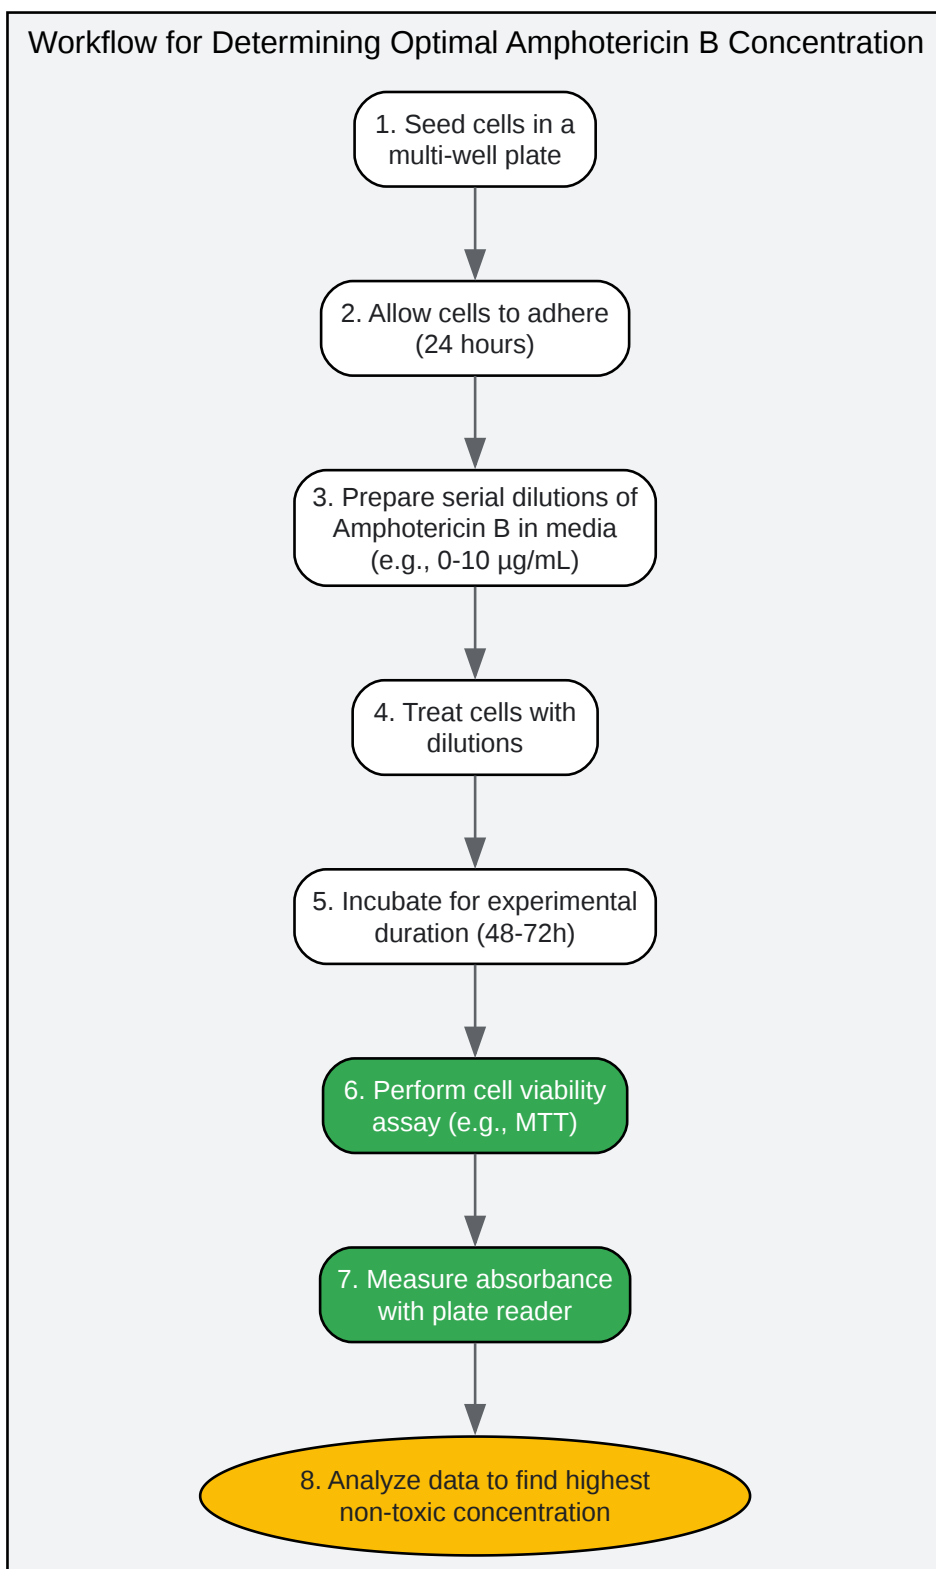 Workflow for Determining Optimal Amphotericin B Concentration
1. Seed cells in a
multi-well plate
2. Allow cells to adhere
(24 hours)
3. Prepare serial dilutions of
Amphotericin B in media
(e.g., 0-10 µg/mL)
4. Treat cells with
dilutions
5. Incubate for experimental
duration (48-72h)
6. Perform cell viability
assay (e.g., MTT)
7. Measure absorbance
with plate reader
8. Analyze data to find highest
non-toxic concentration